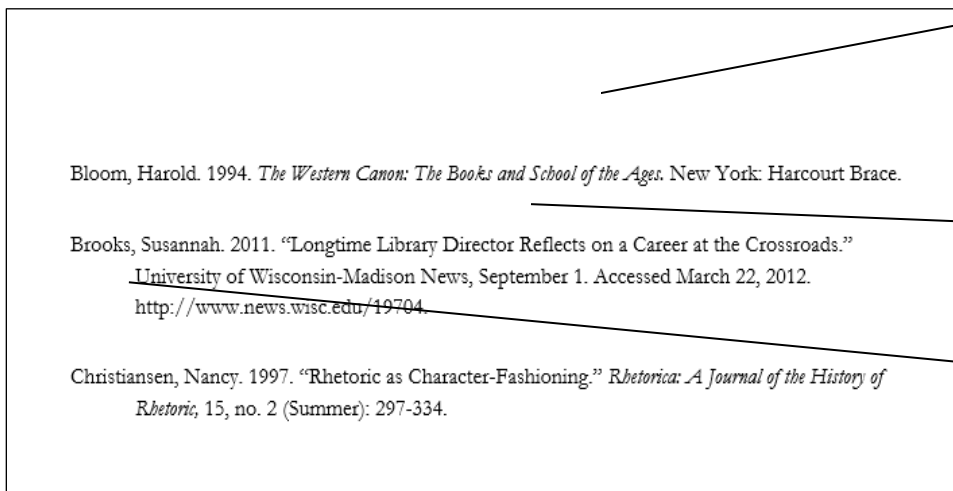 Bloom, Harold. 1994. The Western Canon: The Books and School of the Ages. New York: Harcourt Brace.
Brooks, Susannah. 2011. “Longtime Library Director Reflects on a Career at the Crossroads.”
University of Wisconsin-Madison News, September 1. Accessed March 22, 2012.
http://www.news.wisc.edu/19704.
Christiansen, Nancy. 1997. “Rhetoric as Character-Fashioning.” Rhetorica: A Journal of the History of
Rhetoric, 15, no. 2 (Summer): 297-334.